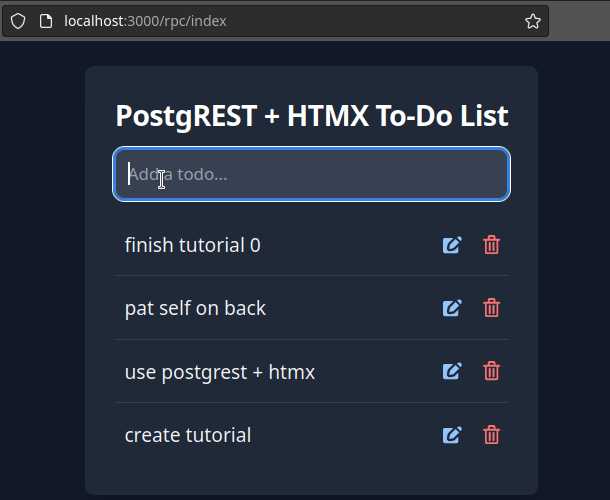 localhost:3000/rpc/index
PostgREST + HTMX To-Do List
Add a todo...
finish tutorial 0
pat self on back
use postgrest + htmx
create tutorial